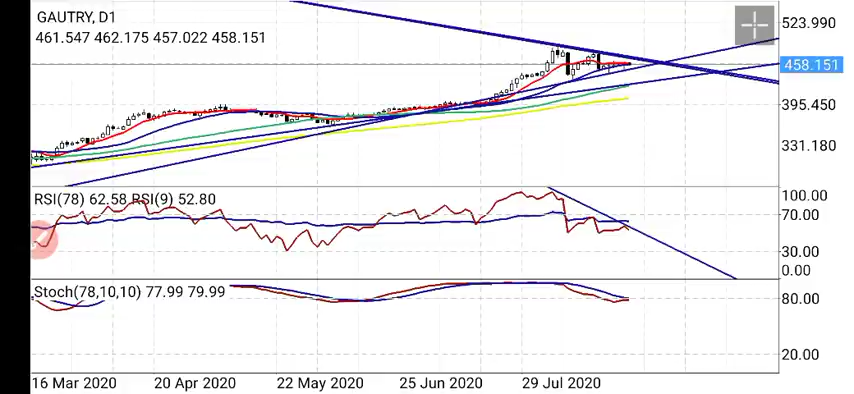 GAUTRY, D1
461.547 462.175 457.022 458.151
523.990
458.151
395.450
331.180
RSI(78) 62.58 RSI(9) 52.80
100.00
70.00
30.00
0.00
Stoch(78,10,10) 77.99 79.99
80.00
20.00
16 Mar 2020 20 Apr 2020 22 May 2020 25 Jun 2020 29 Jul 2020